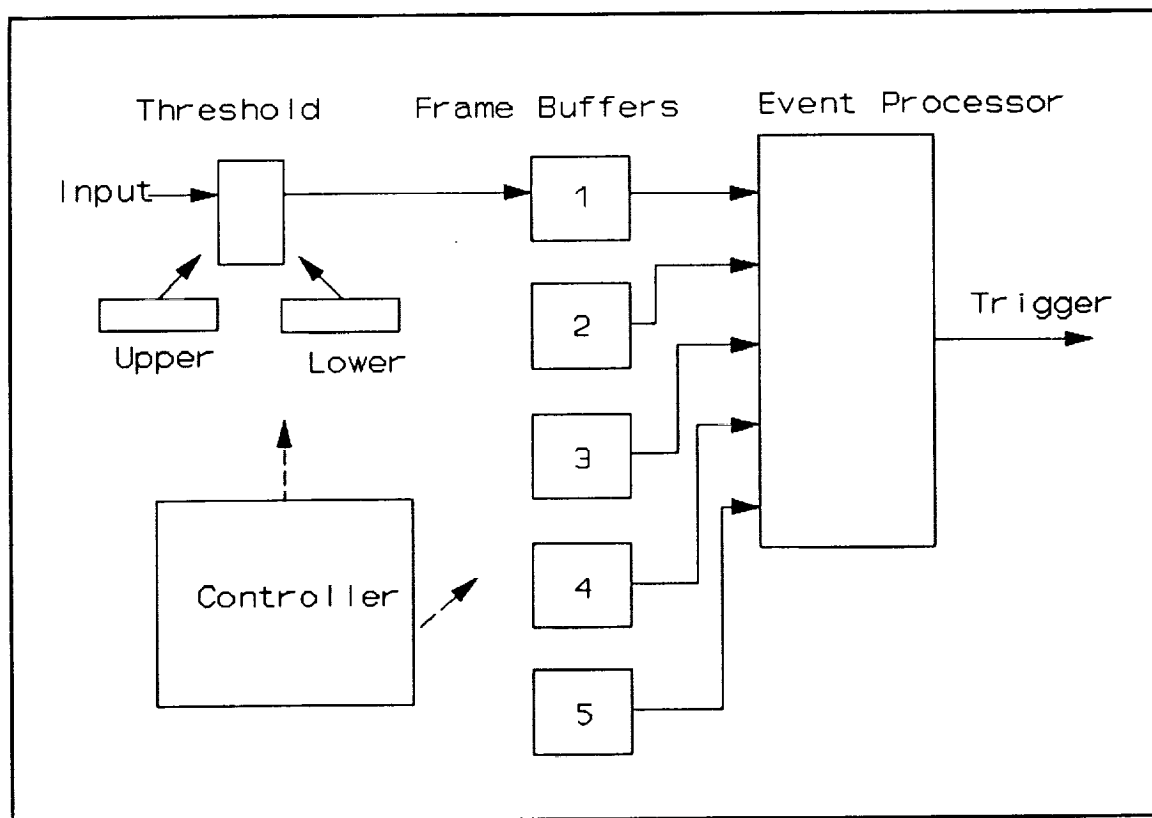 Threshold
Frame Buffers
Event Processor
Input
1
2
3
4
5
Upper
Lower
Trigger
Controller